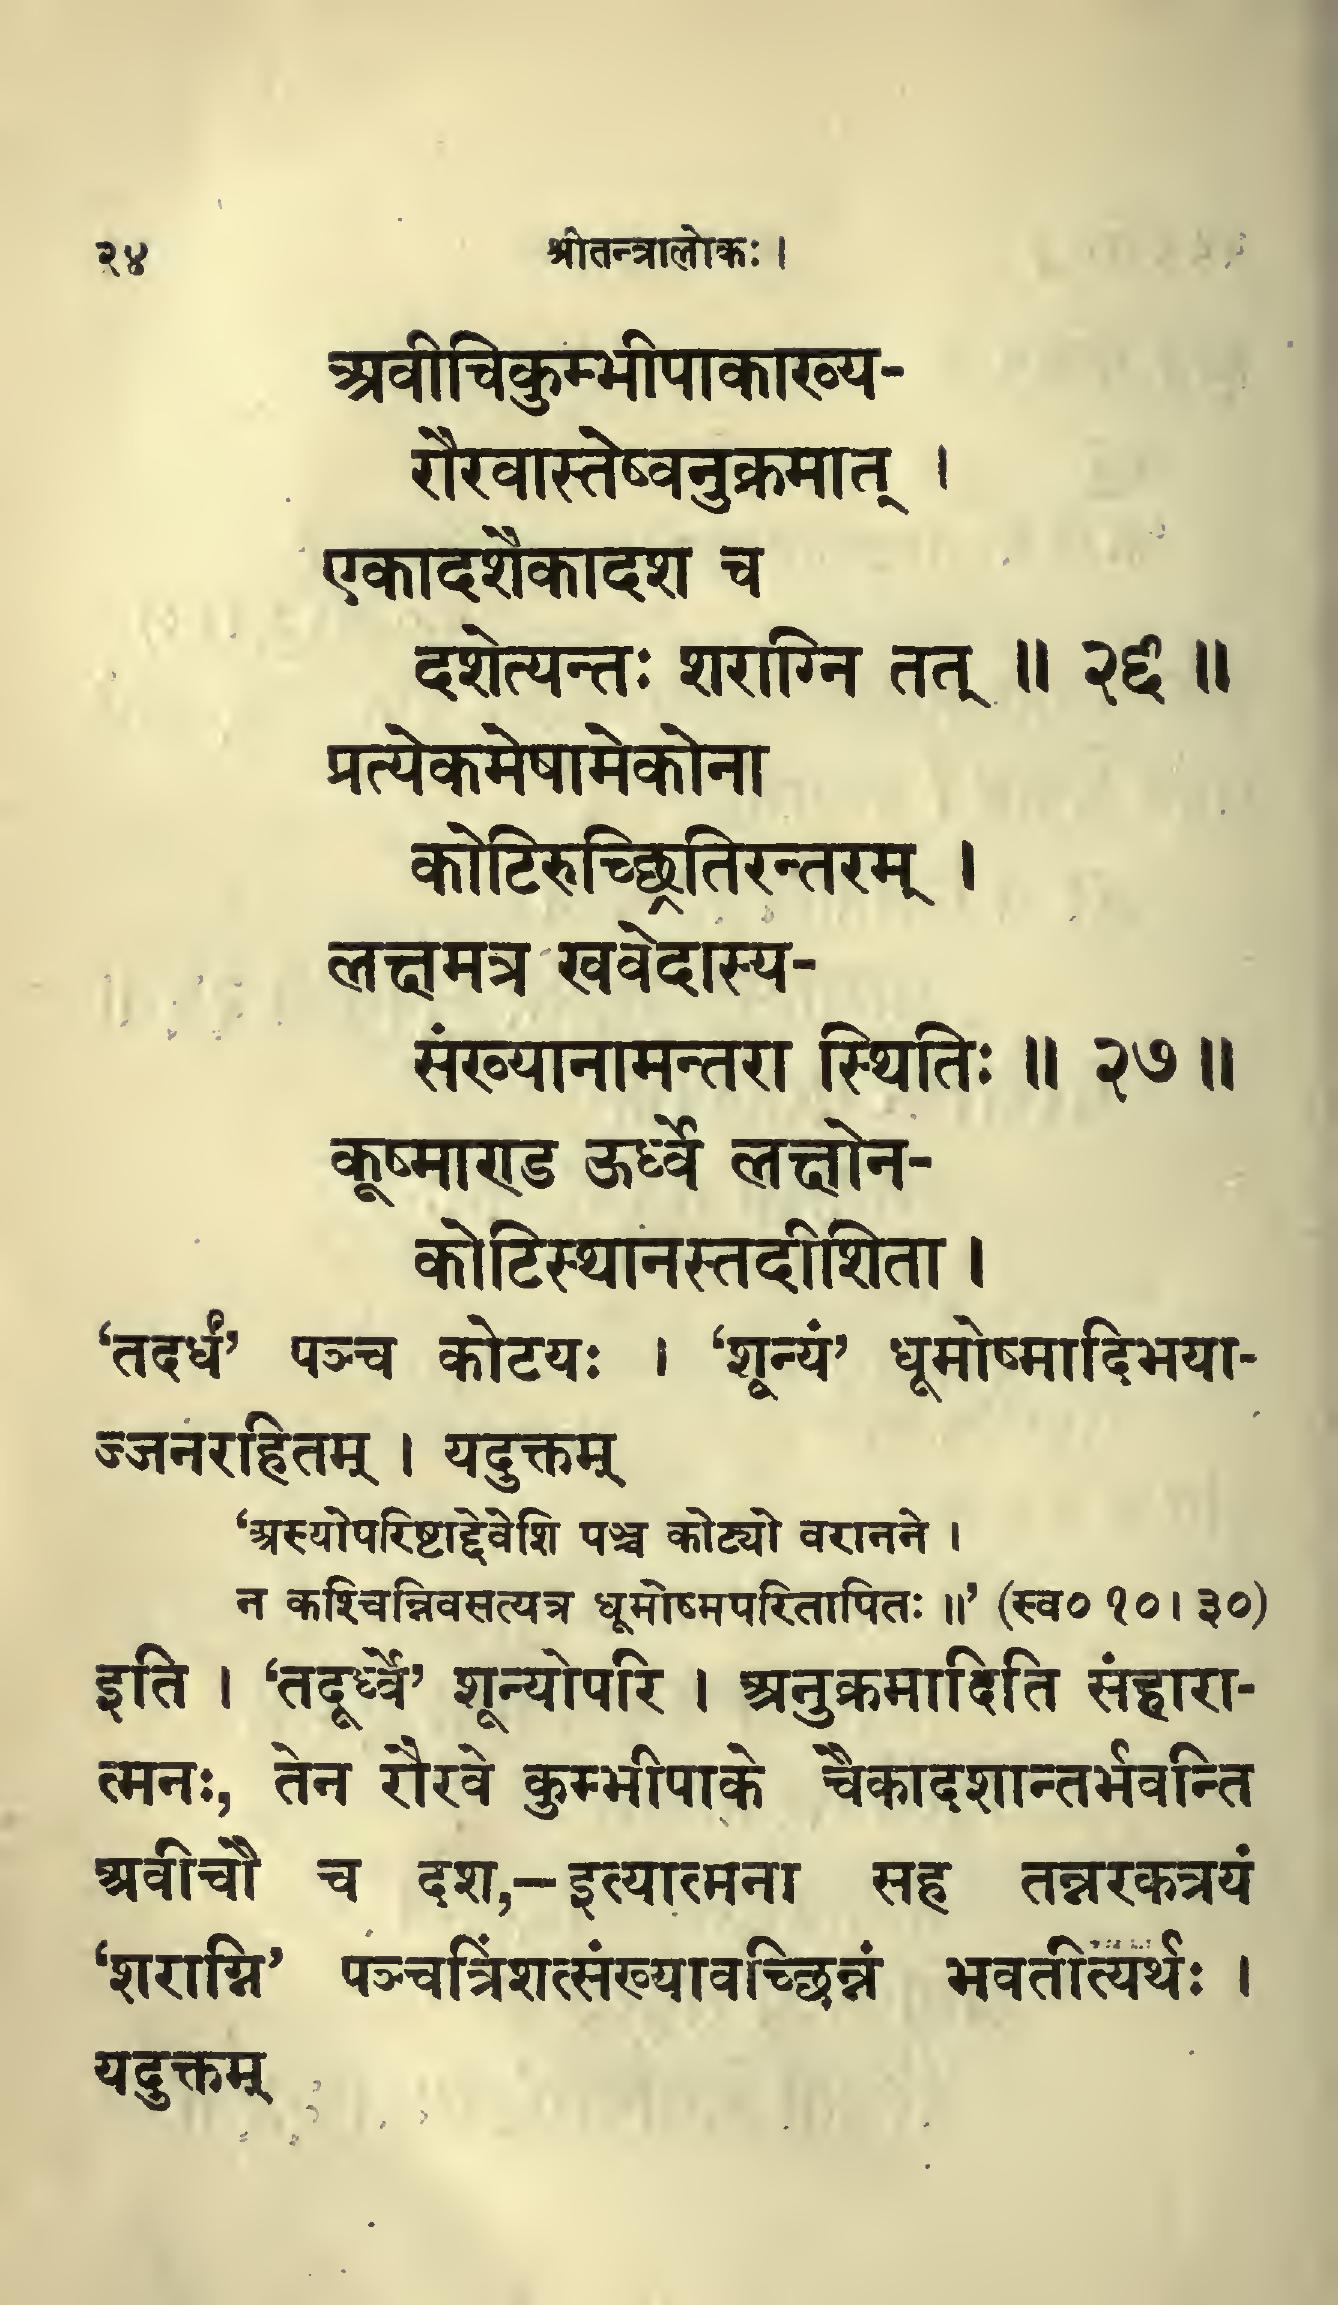 २४
श्रीतन्त्रालोकः ।
अवीचिकुम्भीपाकाख्य-
रौरवास्तेष्वनुक्रमात् ।
एकादशैकादश च
दशेत्यन्तः शराग्नि तत् ॥ २६ ॥
प्रत्येकमेषामेकोना
कोटिरुच्छ्रितिरन्तरम् ।
लक्षमत्र खवेदास्य-
संख्यानामन्तरा स्थितिः ॥ २७ ॥
कूष्माण्ड ऊर्ध्वे लक्षोन-
कोटिस्थानस्तदीशिता ।
‘तदर्धं’ पञ्च कोटयः । ‘शून्यं’ धूमोष्मादिभया-
ज्जनरहितम् । यदुक्तम्
‘अस्योपरिष्टाद्देवेशि पञ्च कोट्यो वरानने ।
न कश्चिन्निवसत्यत्र धूमोष्मपरितापितः ॥’ (स्व० १० । ३०)
इति । ‘तदूर्ध्वे’ शून्योपरि । अनुक्रमादिति संहारा-
त्मनः, तेन रौरवे कुम्भीपाके चैकादशान्तर्भवन्ति
अवीचौ च दश,—इत्यात्मना सह तन्नरकत्रयं
‘शराग्नि’ पञ्चत्रिंशत्संख्यावच्छिन्नं भवतीत्यर्थः ।
यदुक्तम्